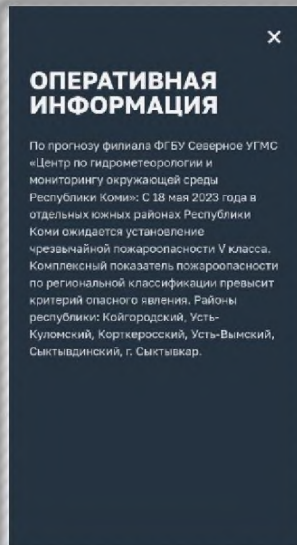 ОПЕРАТИВНАЯ
ИНФОРМАЦИЯ
По прогнозу филиала ФГБУ Северное УГМС
«Центр по гидрометеорологии и
мониторингу окружающей среды
Республики Коми»: С 18 мая 2023 года в
отдельных южных районах Республики
Коми ожидается установление
чрезвычайной пожароопасности V класса.
Комплексный показатель пожароопасности
по региональной классификации превысит
критерий опасного явления. Районы
республики: Койгородский, Усть-
Куломский, Корткеросский, Усть-Вымский,
Сыктывдинский, г. Сыктывкар.